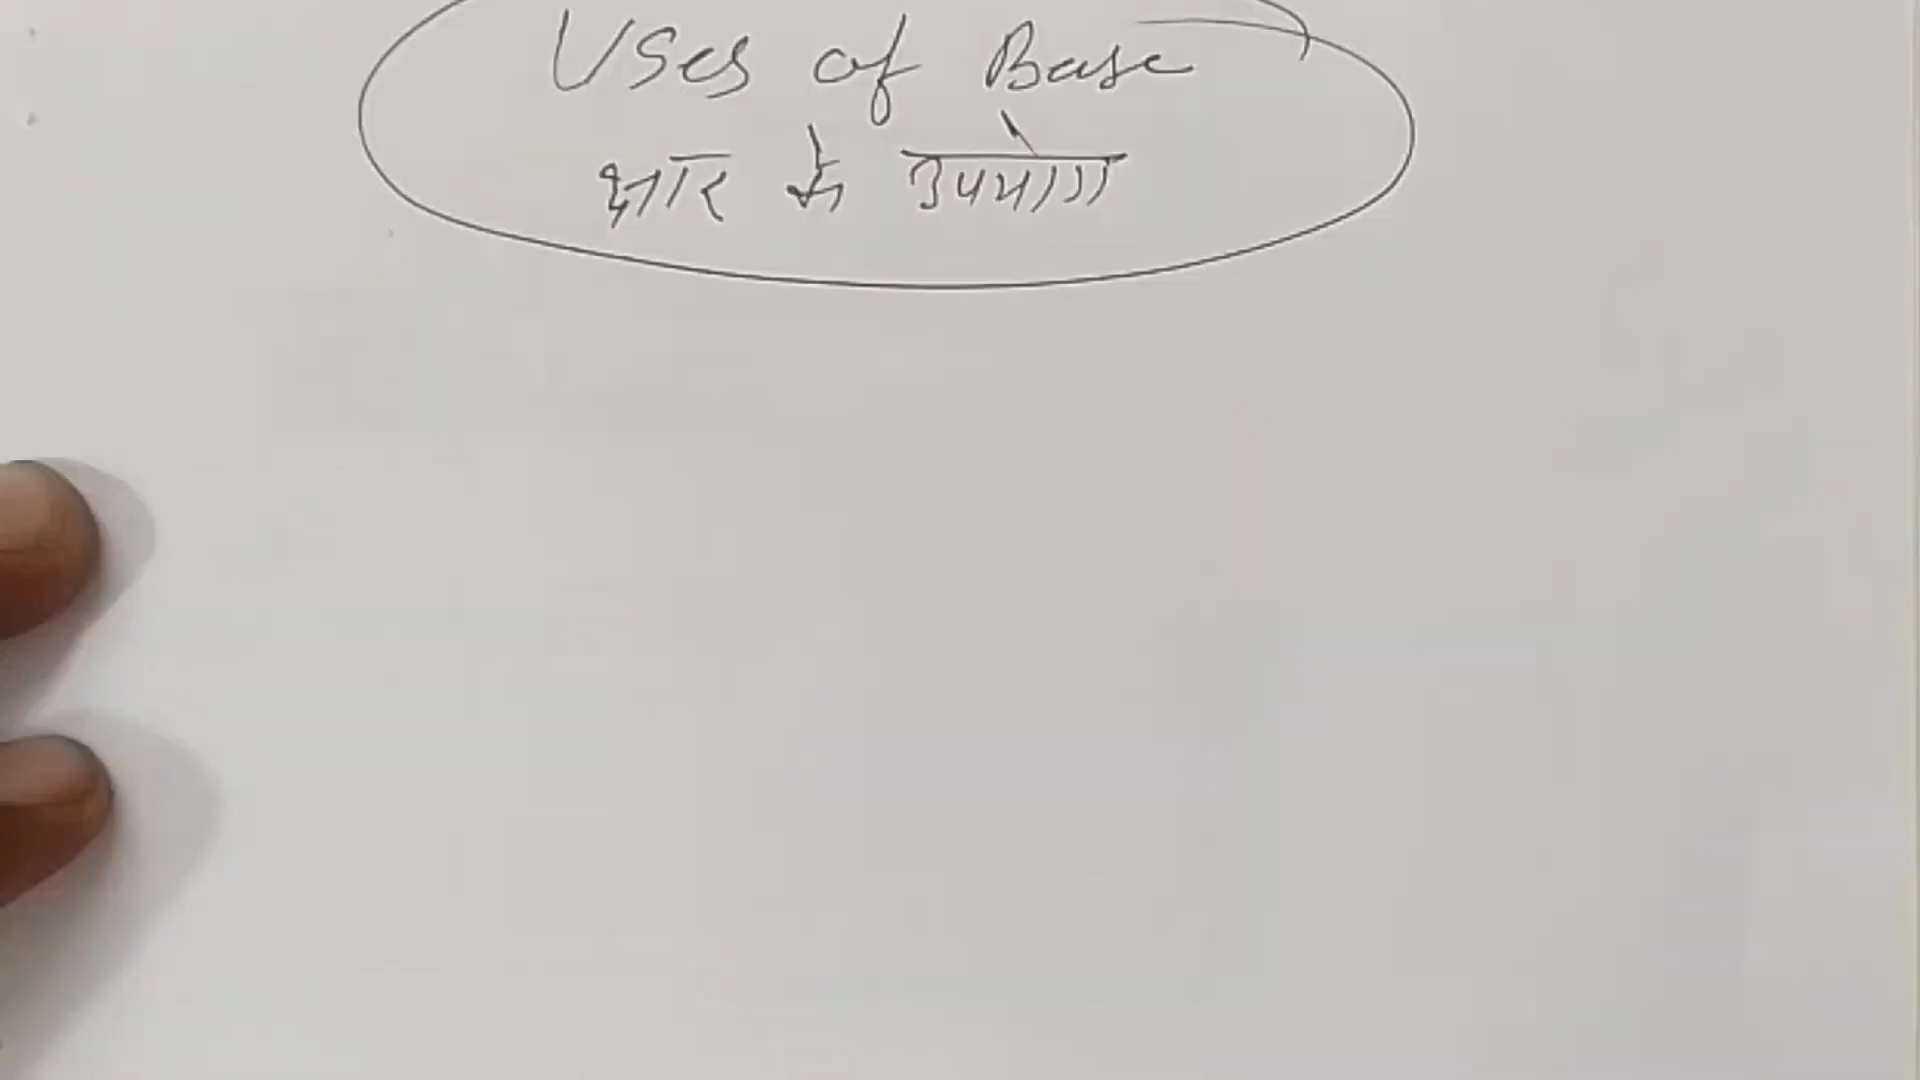 Uses of Base
क्षार के उपयोग